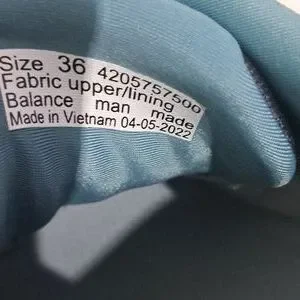 Size 36 4205757500
Fabric upper/lining
Balance man made
Made in Vietnam 04-05-2022